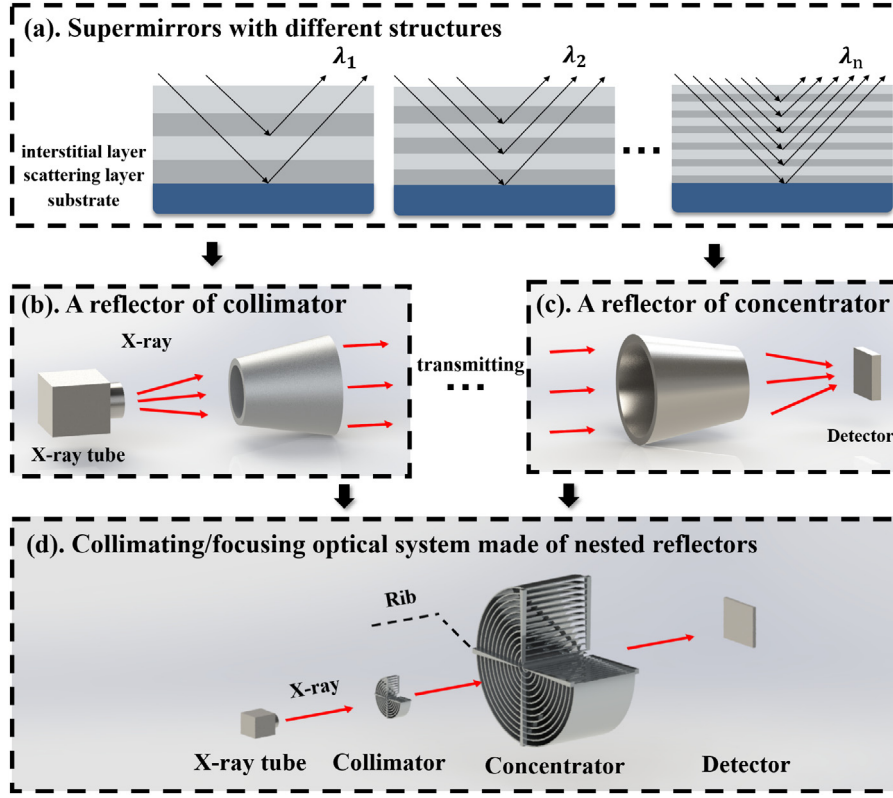 (a). Supermirrors with different structures
λ₁
λ₂
λₙ
interstitial layer
scattering layer
substrate
(b). A reflector of collimator
X-ray
X-ray tube
transmitting
(c). A reflector of concentrator
Detector
(d). Collimating/focusing optical system made of nested reflectors
Rib
X-ray
X-ray tube
Collimator
Concentrator
Detector